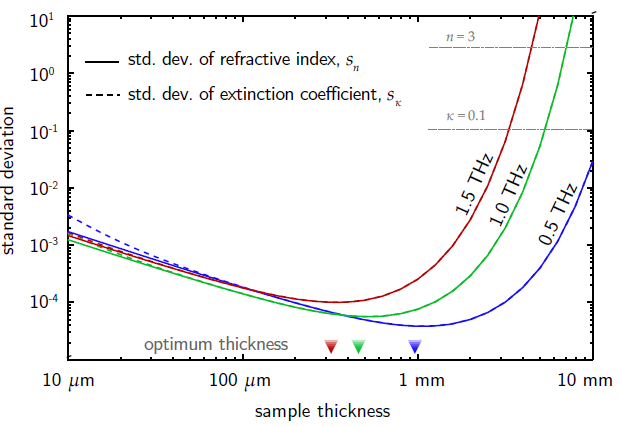 10¹
10⁰
10⁻¹
10⁻²
10⁻³
10⁻⁴
standard deviation
std. dev. of refractive index, sₙ
std. dev. of extinction coefficient, s_κ
n = 3
κ = 0.1
1.5 THz
1.0 THz
0.5 THz
optimum thickness
10 μm
100 μm
1 mm
10 mm
sample thickness